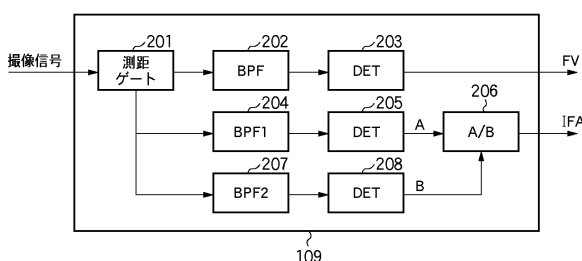 201
202
203
撮像信号
測距
ゲート
BPF
DET
FV
204
205
206
BPF1
DET
A
A/B
IFA
207
208
BPF2
DET
B
109